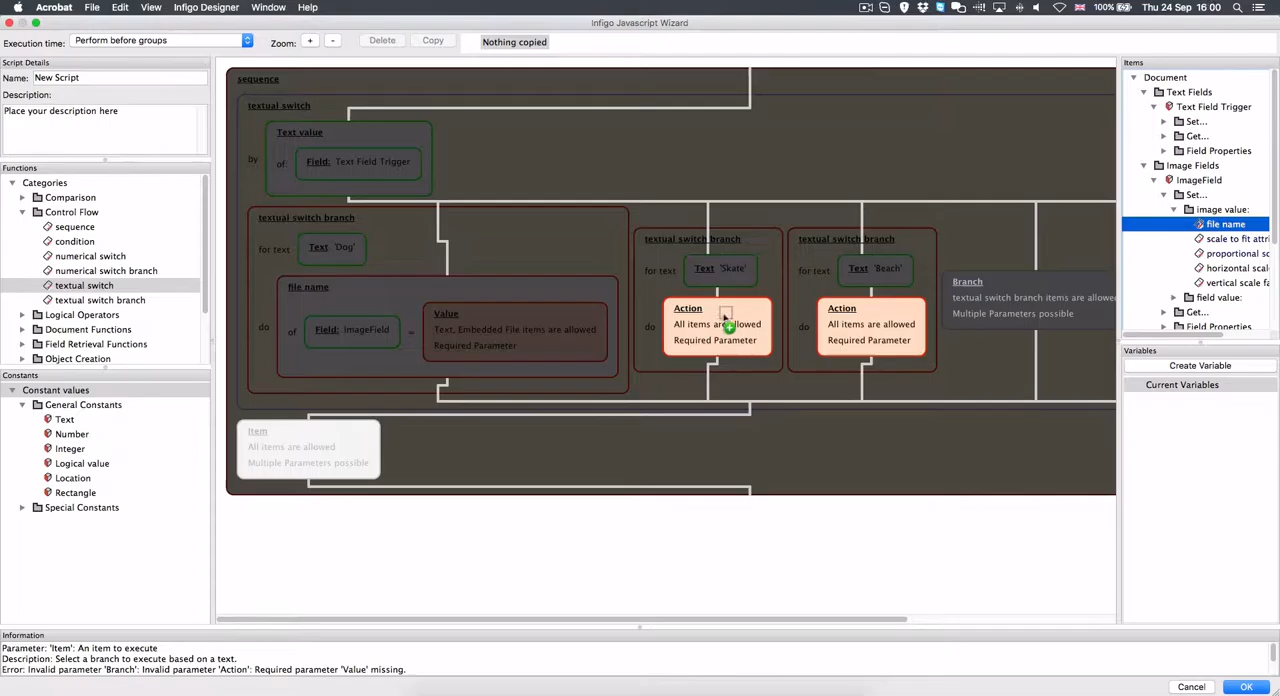 Acrobat File Edit View Infigo Designer Window Help 100% Thu 24 Sep 16:00
Infigo Javascript Wizard
Execution time: Perform before groups Zoom: + - Delete Copy Nothing copied
Script Details
Name: New Script
Description:
Place your description here
Functions
Categories
Comparison
Control Flow
sequence
condition
numerical switch
numerical switch branch
textual switch
textual switch branch
Logical Operators
Document Functions
Field Retrieval Functions
Object Creation
Constants
Constant values
General Constants
Text
Number
Integer
Logical value
Location
Rectangle
Special Constants
sequence
textual switch
Text value
by of Field: Text Field Trigger
textual switch branch
for text Text 'Dog'
file name
do of Field: ImageField =
Value
Text, Embedded File items are allowed
Required Parameter
textual switch branch
for text Text 'Skate'
do
Action
All items are allowed
Required Parameter
textual switch branch
for text Text 'Beach'
do
Action
All items are allowed
Required Parameter
Branch
textual switch branch items are allowed
Multiple Parameters possible
Item
All items are allowed
Multiple Parameters possible
Items
Document
Text Fields
Text Field Trigger
Set...
Get...
Field Properties
Image Fields
ImageField
Set...
image value:
file name
scale to fit attri
proportional sc
horizontal scale
vertical scale fa
field value:
Get...
Field Properties
Variables
Create Variable
Current Variables
Information
Parameter: 'Item': An item to execute
Description: Select a branch to execute based on a text.
Error: Invalid parameter 'Branch': Invalid parameter 'Action': Required parameter 'Value' missing.
Cancel OK